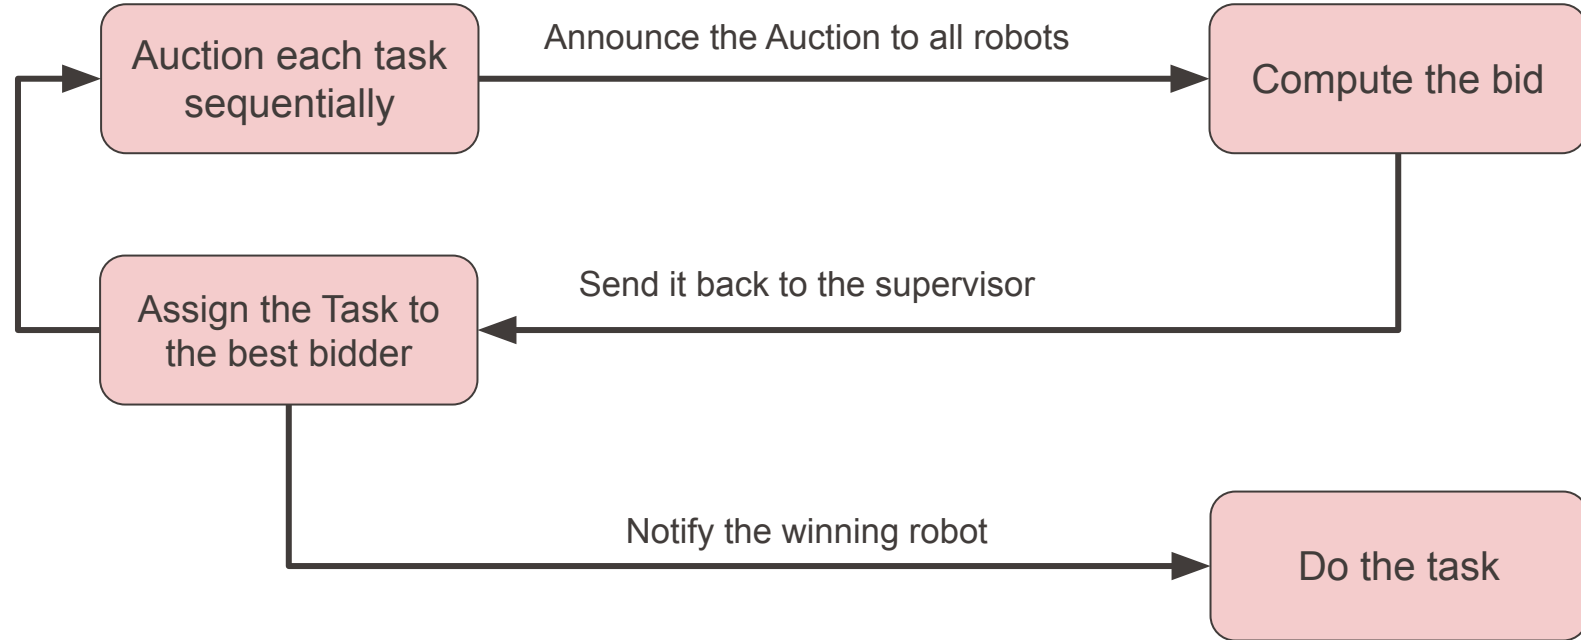 Auction each task
sequentially
Announce the Auction to all robots
Compute the bid
Assign the Task to
the best bidder
Send it back to the supervisor
Notify the winning robot
Do the task